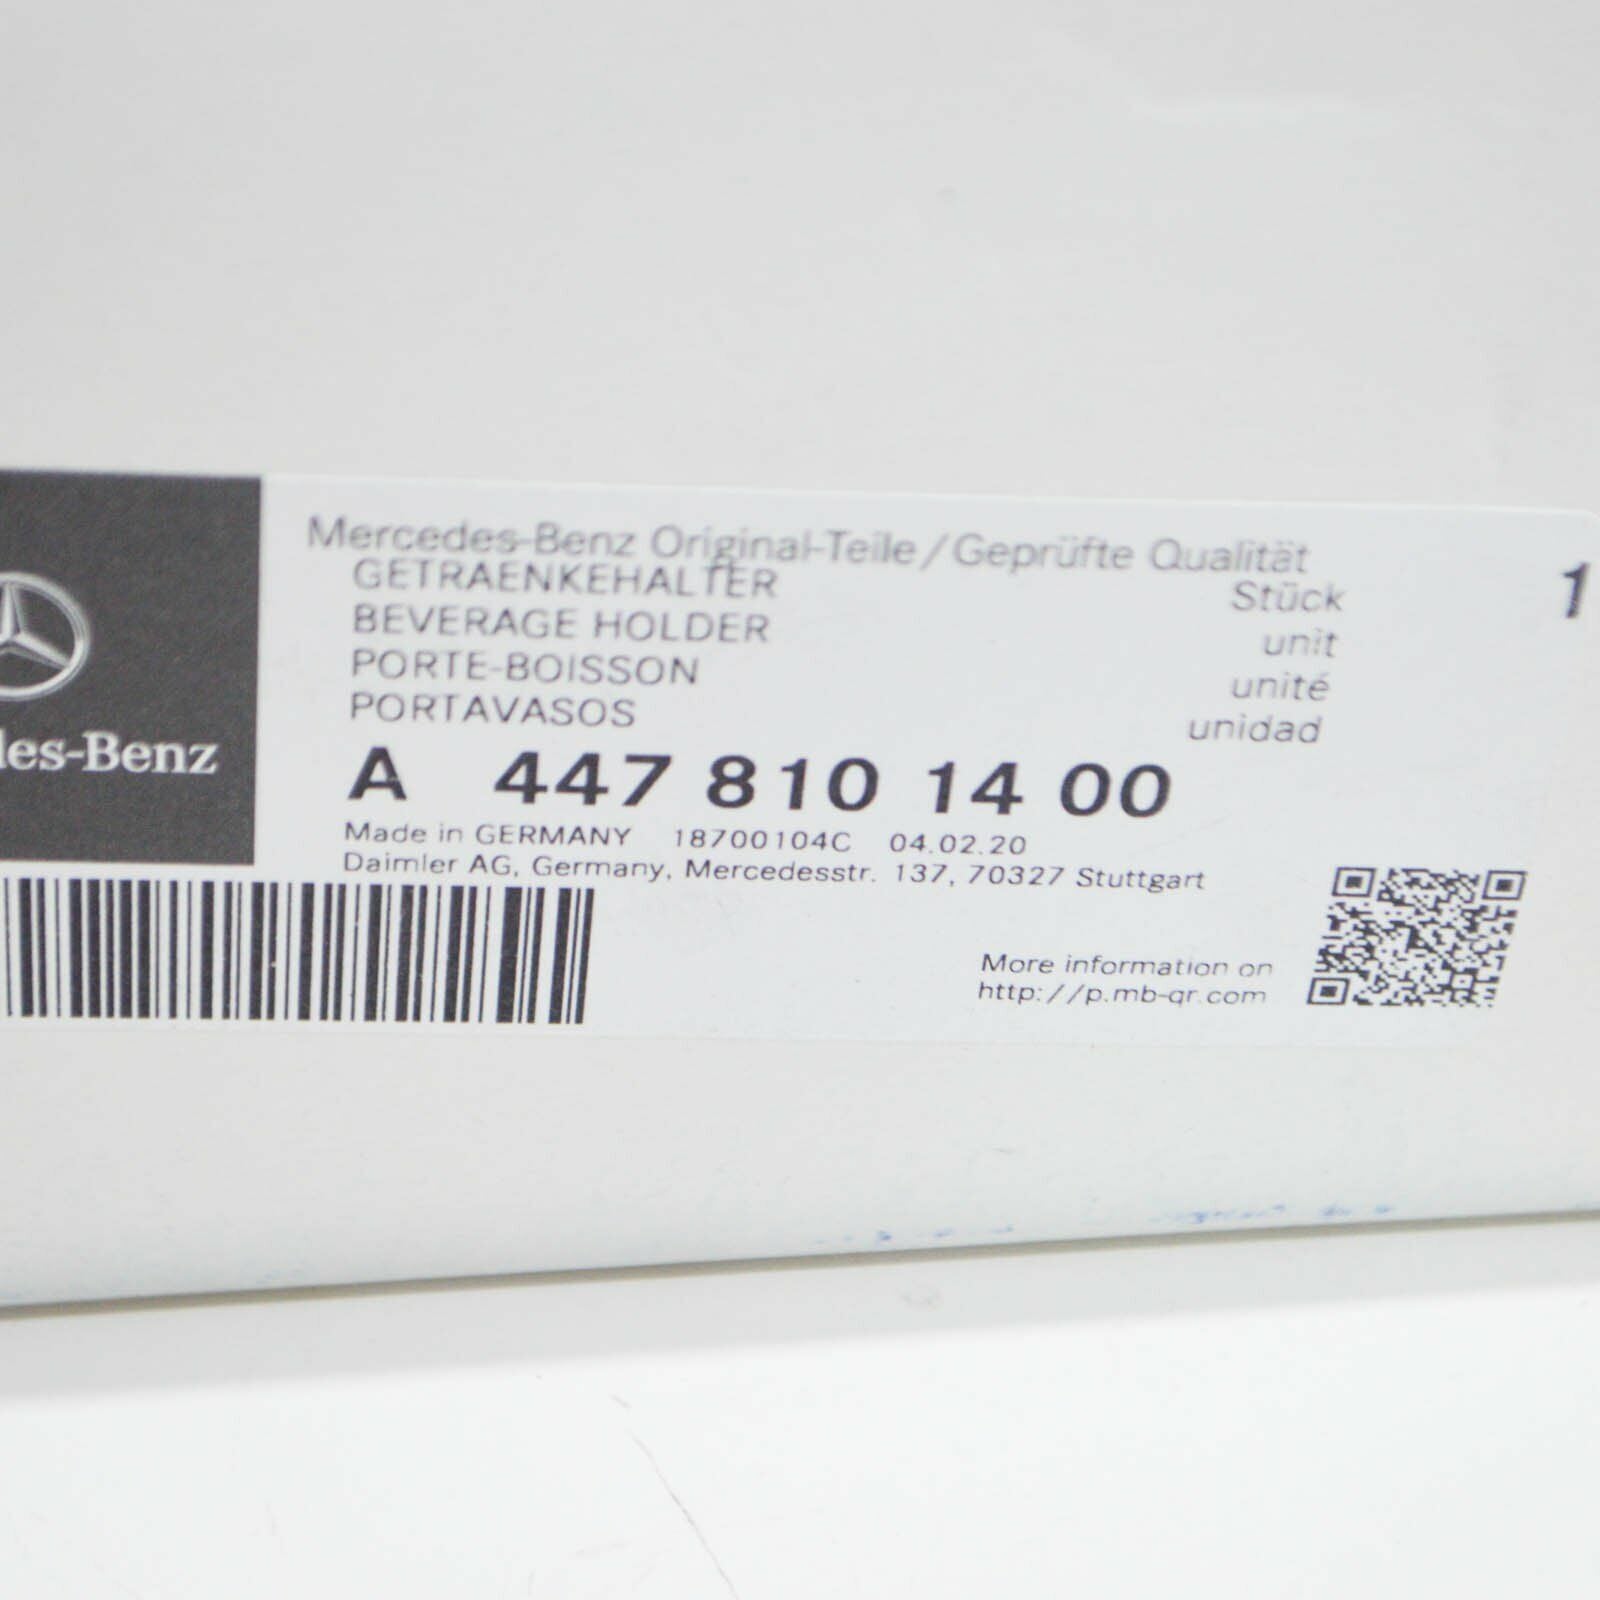 Mercedes-Benz Original-Teile/Geprüfte Qualität
GETRAENKEHALTER Stück 1
BEVERAGE HOLDER unit
PORTE-BOISSON unité
PORTAVASOS unidad
des-Benz
A 447 810 14 00
Made in GERMANY 18700104C 04.02.20
Daimler AG, Germany, Mercedesstr. 137, 70327 Stuttgart
More information on
http://p.mb-qr.com